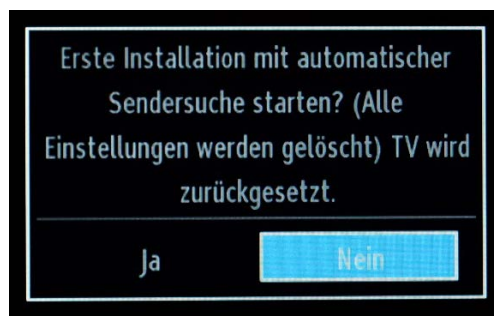 Erste Installation mit automatischer
Sendersuche starten? (Alle
Einstellungen werden gelöscht) TV wird
zurückgesetzt.
Ja Nein